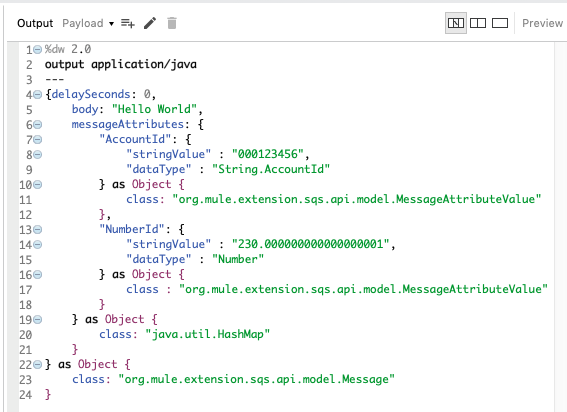 Output Payload Preview
1 %dw 2.0
2 output application/java
3 ---
4 {delaySeconds: 0,
5 body: "Hello World",
6 messageAttributes: {
7 "AccountId": {
8 "stringValue" : "000123456",
9 "dataType" : "String.AccountId"
10 } as Object {
11 class: "org.mule.extension.sqs.api.model.MessageAttributeValue"
12 },
13 "NumberId": {
14 "stringValue" : "230.000000000000000001",
15 "dataType" : "Number"
16 } as Object {
17 class : "org.mule.extension.sqs.api.model.MessageAttributeValue"
18 }
19 } as Object {
20 class: "java.util.HashMap"
21 }
22 } as Object {
23 class: "org.mule.extension.sqs.api.model.Message"
24 }